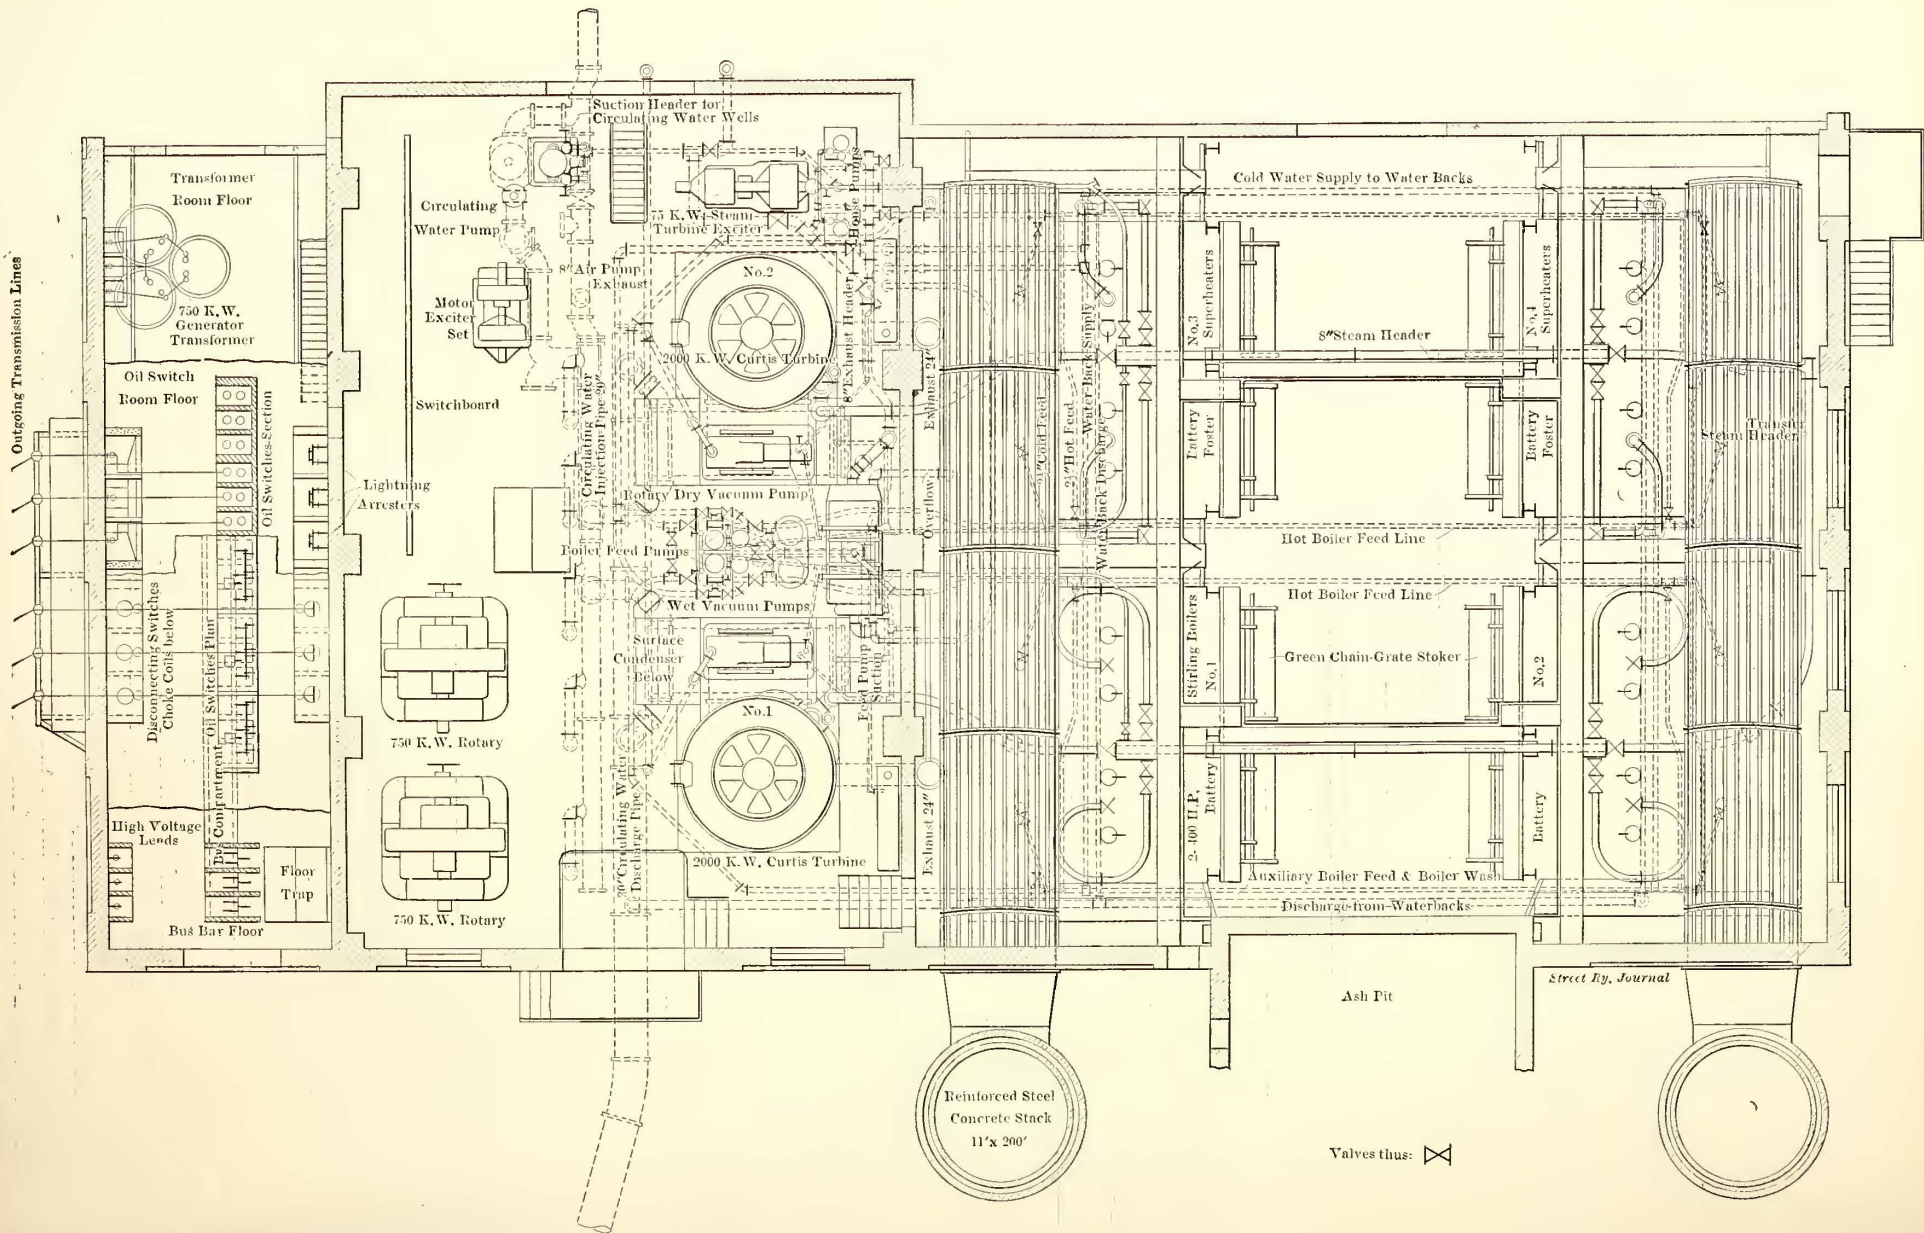 Outgoing Transmission Lines
Transformer
Room Floor
750 K.W.
Generator
Transformer
Oil Switch
Room Floor
Oil Switches-Section
Lightning
Arresters
Disconnecting Switches
Choke Coils below
Oil Switches Plan
Bus Compartment
High Voltage
Leads
Floor
Trap
Bus Bar Floor
Switchboard
Circulating
Water Pump
Motor
Exciter
Set
750 K.W. Rotary
750 K.W. Rotary
Suction Header for
Circulating Water Wells
75 K.W. Steam
Turbine Exciter
House Pumps
8" Air Pump
Exhaust
No.2
2000 K.W. Curtis Turbine
8" Exhaust Header
Circulating Water
Injection Pipe 20"
Rotary Dry Vacuum Pump
Boiler Feed Pumps
Wet Vacuum Pumps
Surface
Condenser
Below
Feed Pump
Suction
No.1
2000 K.W. Curtis Turbine
30" Circulating Water
Discharge Pipe
Exhaust 24"
Overflow
Exhaust 24"
2½" Cold Feed
2½" Hot Feed
Water Back Supply
Water Back Discharge
Cold Water Supply to Water Backs
No.3
Superheaters
No.4
Superheaters
8" Steam Header
Battery
Foster
Battery
Foster
Transfer
Steam Header
Hot Boiler Feed Line
Hot Boiler Feed Line
Stirling Boilers
No.1
Green Chain-Grate Stoker
No.2
2-400 H.P.
Battery
Battery
Auxiliary Boiler Feed & Boiler Wash
Discharge from Waterbacks
Street Ry. Journal
Ash Pit
Reinforced Steel
Concrete Stack
11' x 200'
Valves thus: